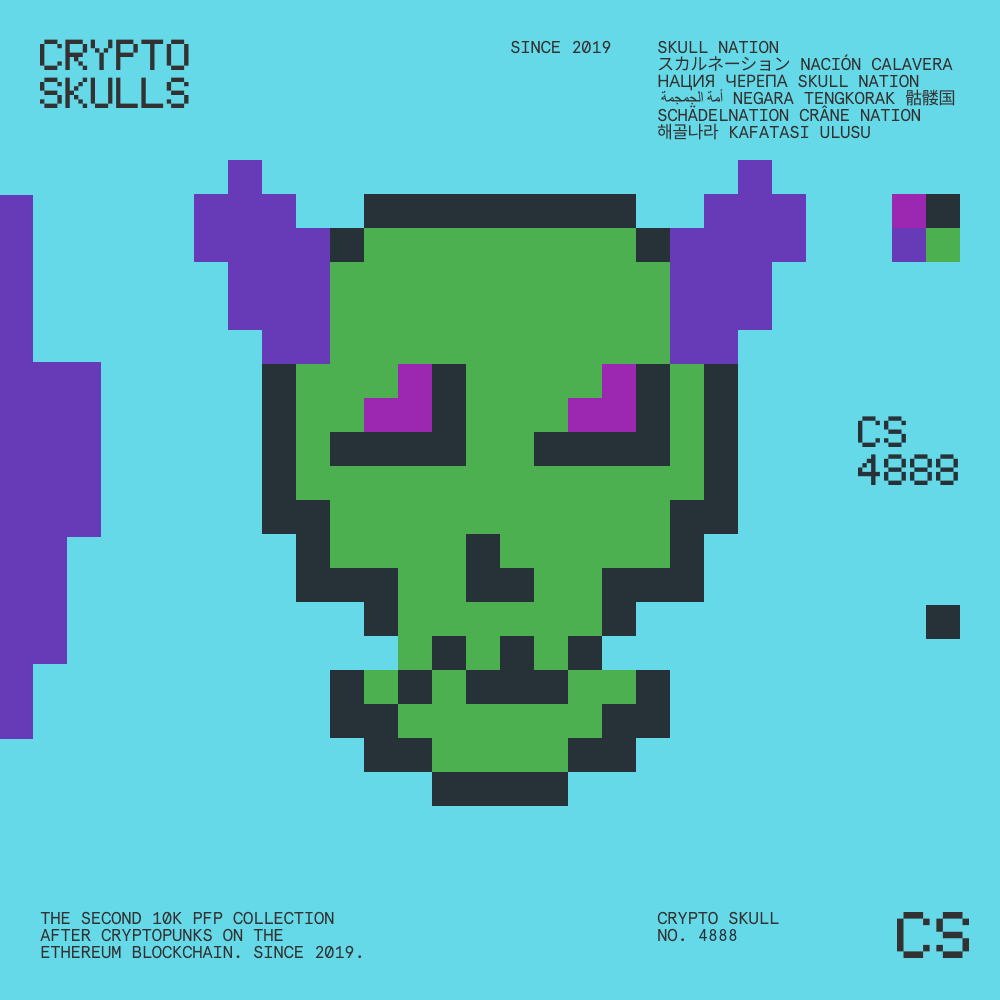 CRYPTO
SKULLS
SINCE 2019
SKULL NATION
スカルネーション NACIÓN CALAVERA
НАЦИЯ ЧЕРЕПА SKULL NATION
أمة الجمجمة NEGARA TENGKORAK 骷髅国
SCHÄDELNATION CRÂNE NATION
해골나라 KAFATASI ULUSU
CS
4888
THE SECOND 10K PFP COLLECTION
AFTER CRYPTOPUNKS ON THE
ETHEREUM BLOCKCHAIN. SINCE 2019.
CRYPTO SKULL
NO. 4888
CS